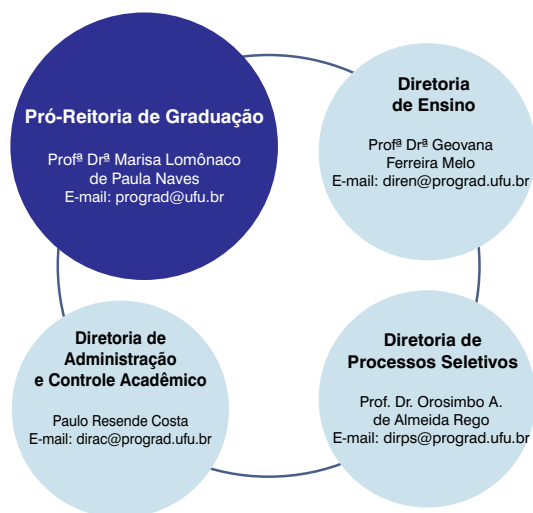 Pró-Reitoria de Graduação
Profª Drª Marisa Lomônaco
de Paula Naves
E-mail: prograd@ufu.br
Diretoria
de Ensino
Profª Drª Geovana
Ferreira Melo
E-mail: diren@prograd.ufu.br
Diretoria de
Administração
e Controle Acadêmico
Paulo Resende Costa
E-mail: dirac@prograd.ufu.br
Diretoria de
Processos Seletivos
Prof. Dr. Orosimbo A.
de Almeida Rego
E-mail: dirps@prograd.ufu.br